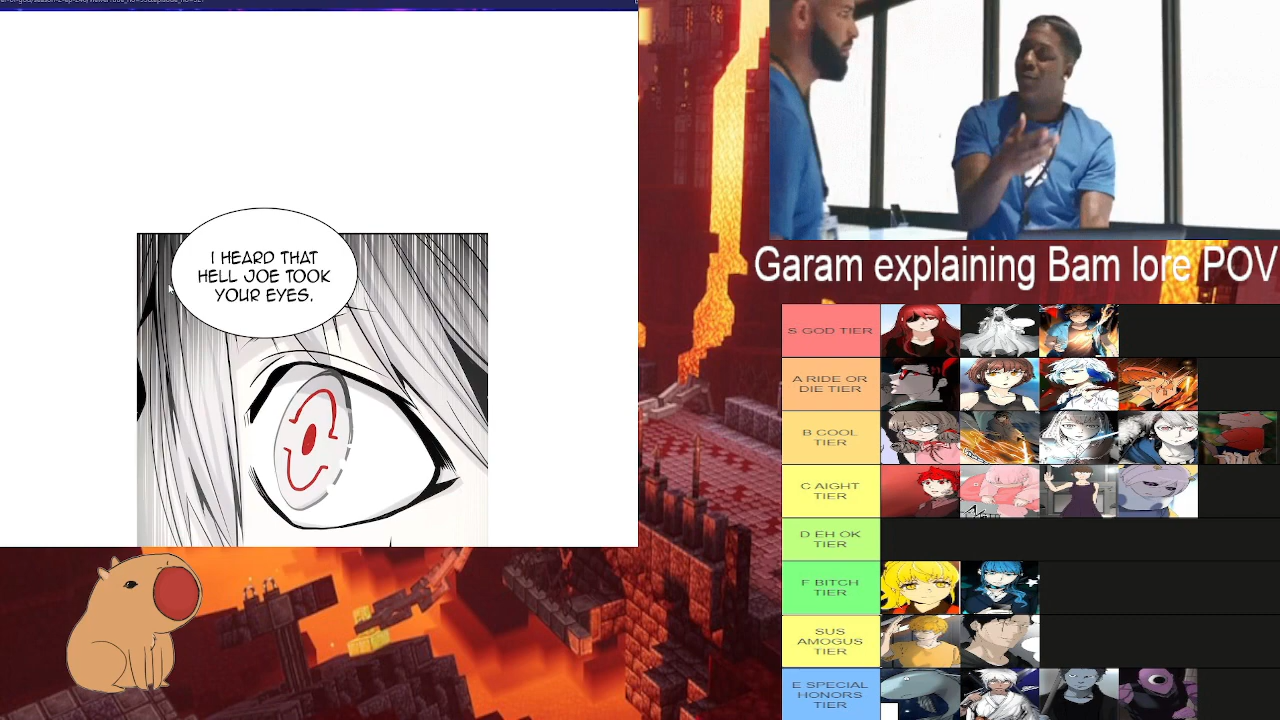 I HEARD THAT
HELL JOE TOOK
YOUR EYES.
Garam explaining Bam lore POV
S GOD TIER
A RIDE OR
DIE TIER
B COOL
TIER
C AIGHT
TIER
D EH OK
TIER
F BITCH
TIER
SUS
AMOGUS
TIER
E SPECIAL
HONORS
TIER